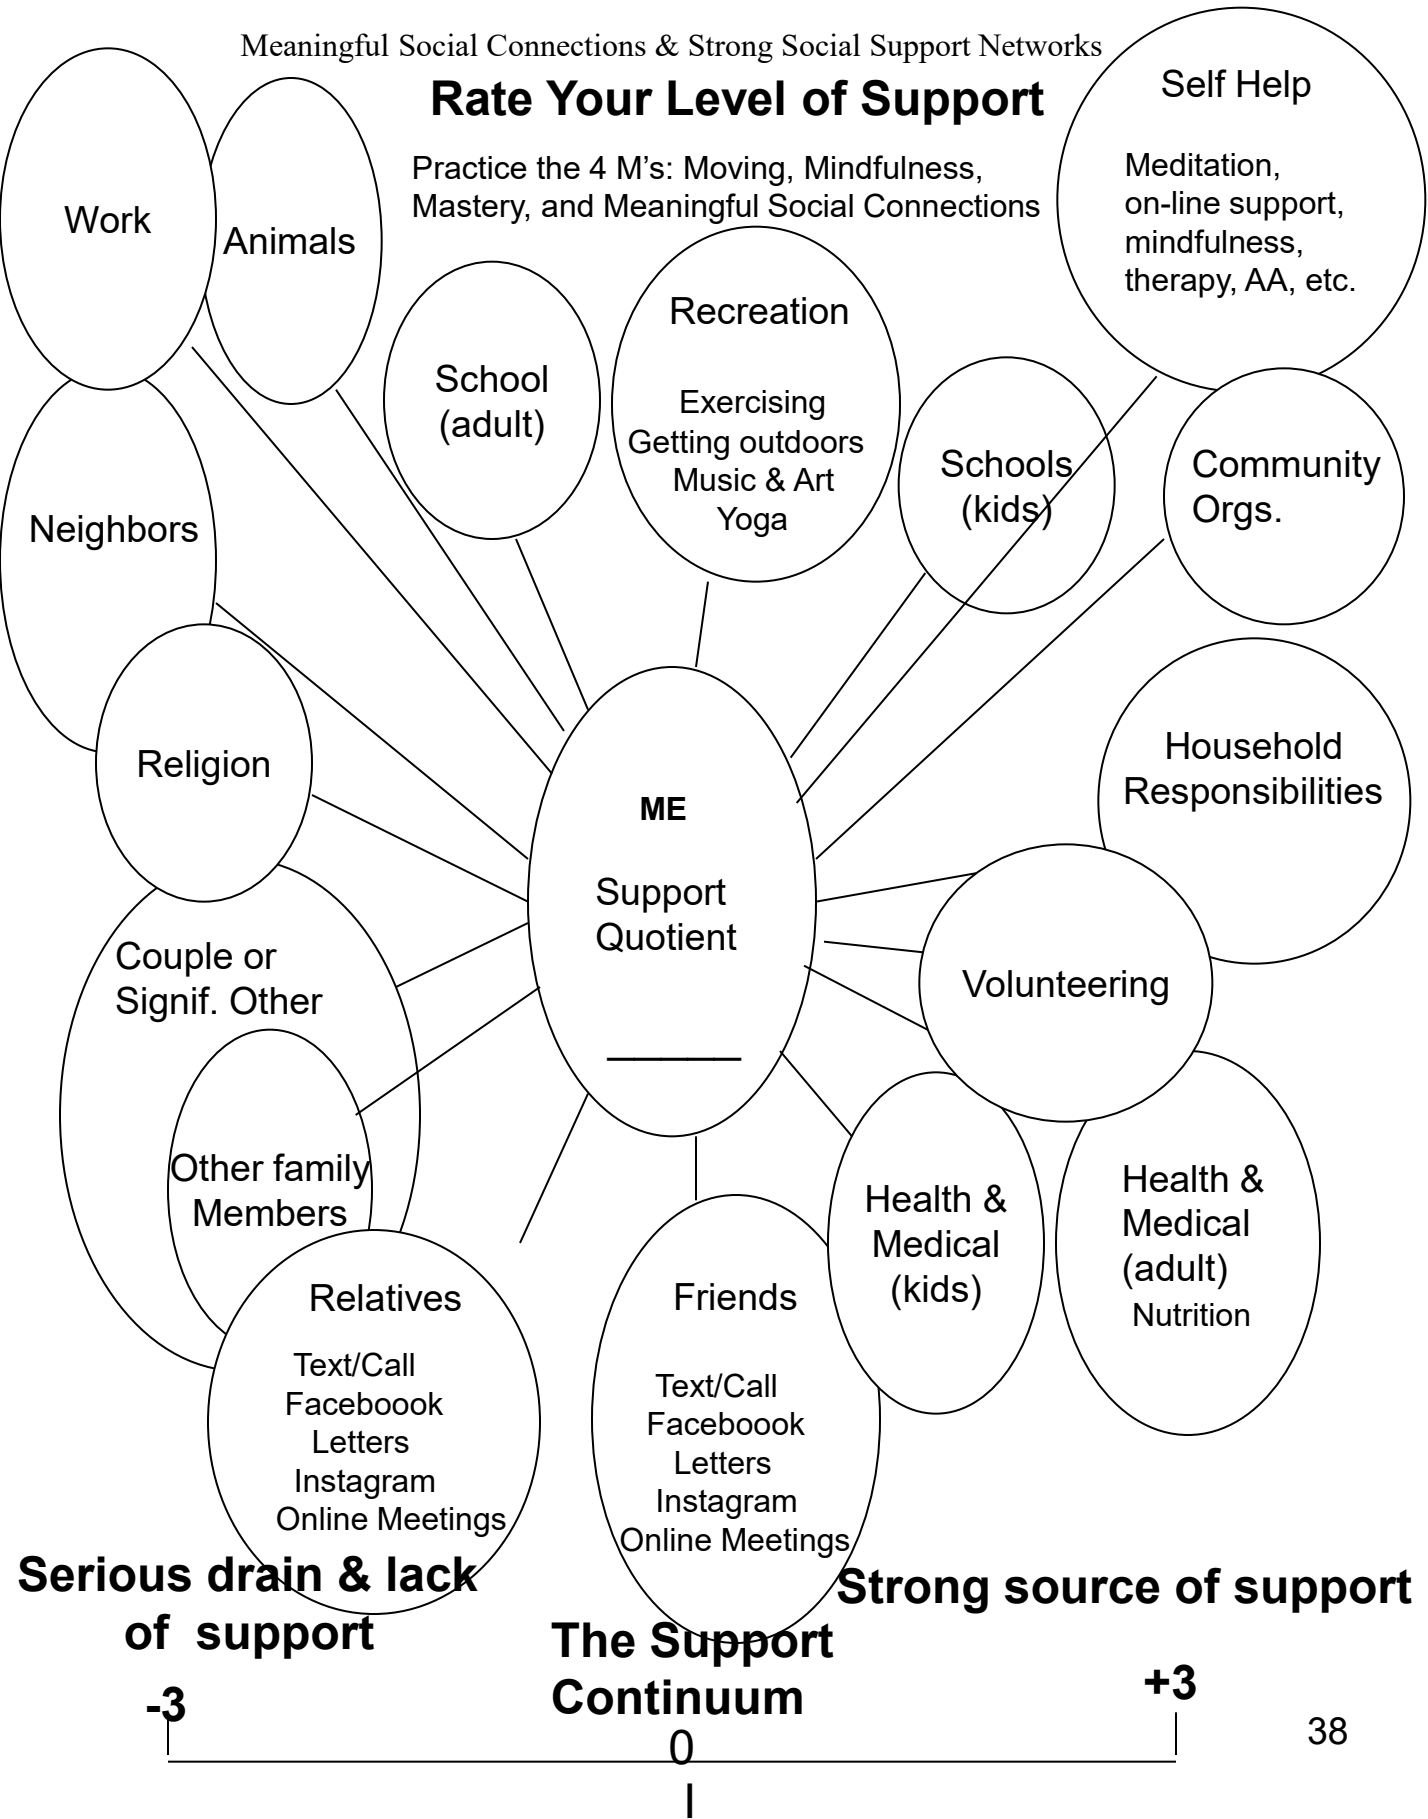 Meaningful Social Connections & Strong Social Support Networks
Rate Your Level of Support
Practice the 4 M’s: Moving, Mindfulness,
Mastery, and Meaningful Social Connections
Self Help
Meditation,
on-line support,
mindfulness,
therapy, AA, etc.
Work
Animals
School
(adult)
Recreation
Exercising
Getting outdoors
Music & Art
Yoga
Schools
(kids)
Community
Orgs.
Neighbors
Religion
Household
Responsibilities
ME
Support
Quotient
Couple or
Signif. Other
Volunteering
Other family
Members
Health &
Medical
(kids)
Health &
Medical
(adult)
Nutrition
Relatives
Text/Call
Faceboook
Letters
Instagram
Online Meetings
Friends
Text/Call
Faceboook
Letters
Instagram
Online Meetings
Serious drain & lack
of  support
The Support
Continuum
Strong source of support
-3
0
+3
38